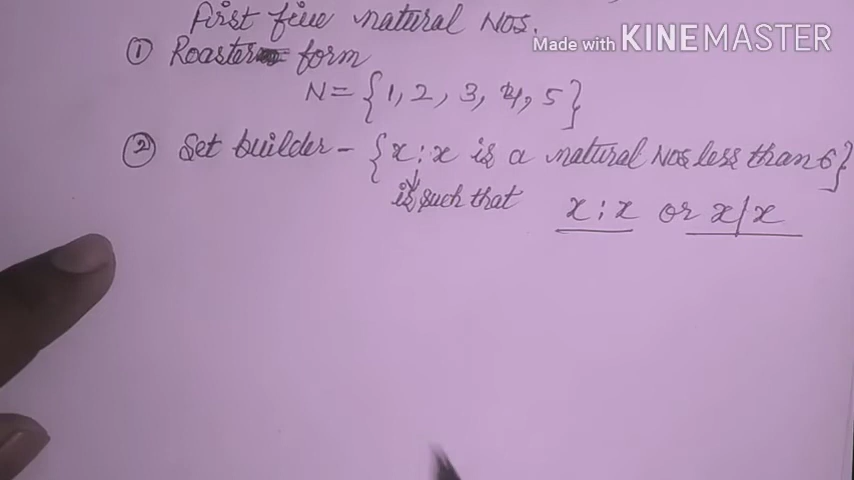 First five natural NOS.
Made with KINEMASTER
① Roaster form
N = {1, 2, 3, 4, 5}
② Set builder - {x : x is a natural NOS less than 6}
is such that x : x or x/x